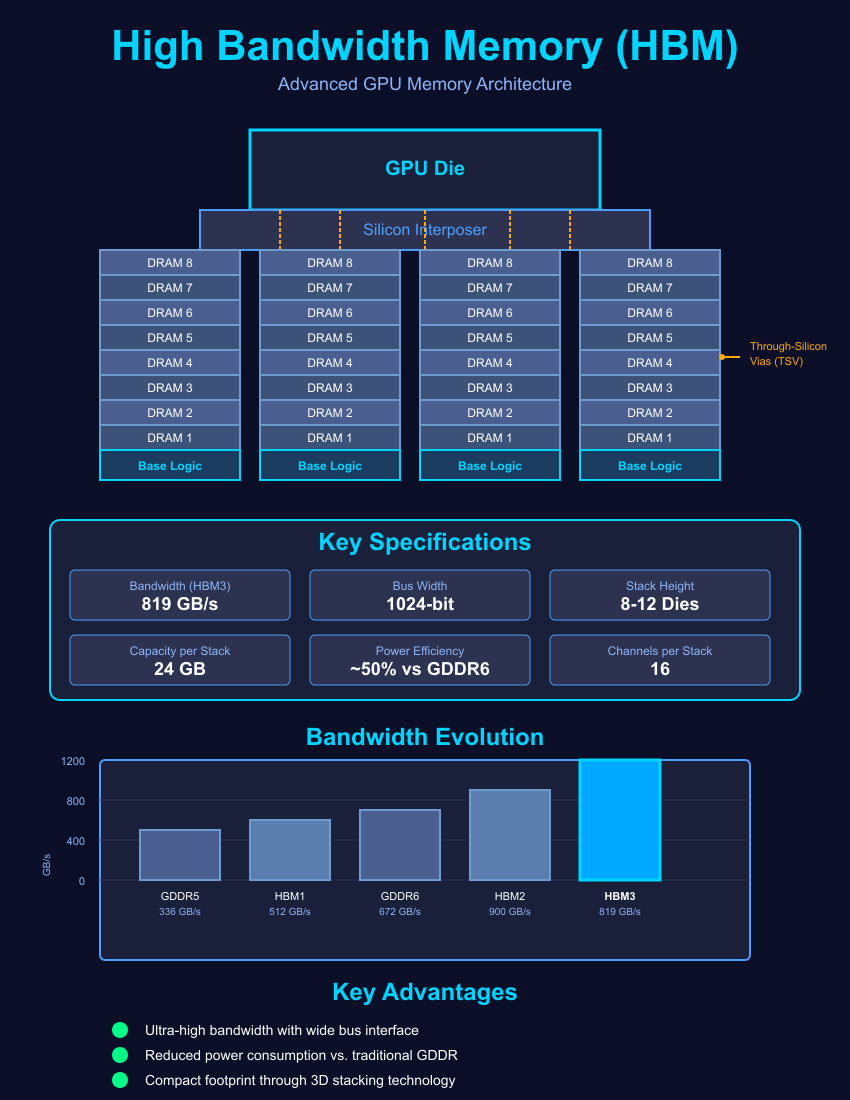 High Bandwidth Memory (HBM)
Advanced GPU Memory Architecture
GPU Die
Silicon Interposer
DRAM 8 DRAM 8 DRAM 8 DRAM 8
DRAM 7 DRAM 7 DRAM 7 DRAM 7
DRAM 6 DRAM 6 DRAM 6 DRAM 6
DRAM 5 DRAM 5 DRAM 5 DRAM 5
Through-Silicon
Vias (TSV)
DRAM 4 DRAM 4 DRAM 4 DRAM 4
DRAM 3 DRAM 3 DRAM 3 DRAM 3
DRAM 2 DRAM 2 DRAM 2 DRAM 2
DRAM 1 DRAM 1 DRAM 1 DRAM 1
Base Logic Base Logic Base Logic Base Logic
Key Specifications
Bandwidth (HBM3)
819 GB/s
Bus Width
1024-bit
Stack Height
8-12 Dies
Capacity per Stack
24 GB
Power Efficiency
~50% vs GDDR6
Channels per Stack
16
Bandwidth Evolution
1200
800
400
0
GB/s
GDDR5 HBM1 GDDR6 HBM2 HBM3
336 GB/s 512 GB/s 672 GB/s 900 GB/s 819 GB/s
Key Advantages
Ultra-high bandwidth with wide bus interface
Reduced power consumption vs. traditional GDDR
Compact footprint through 3D stacking technology